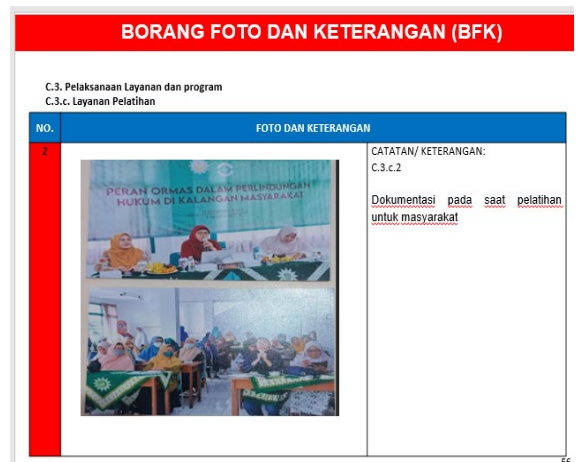 BORANG FOTO DAN KETERANGAN (BFK)
C.3. Pelaksanaan Layanan dan program
C.3.c. Layanan Pelatihan
NO.
FOTO DAN KETERANGAN
2
PERAN ORMAS DALAM PERLINDUNGAN
HUKUM DI KALANGAN MASYARAKAT
CATATAN/ KETERANGAN:
C.3.c.2
Dokumentasi pada saat pelatihan
untuk masyarakat
56